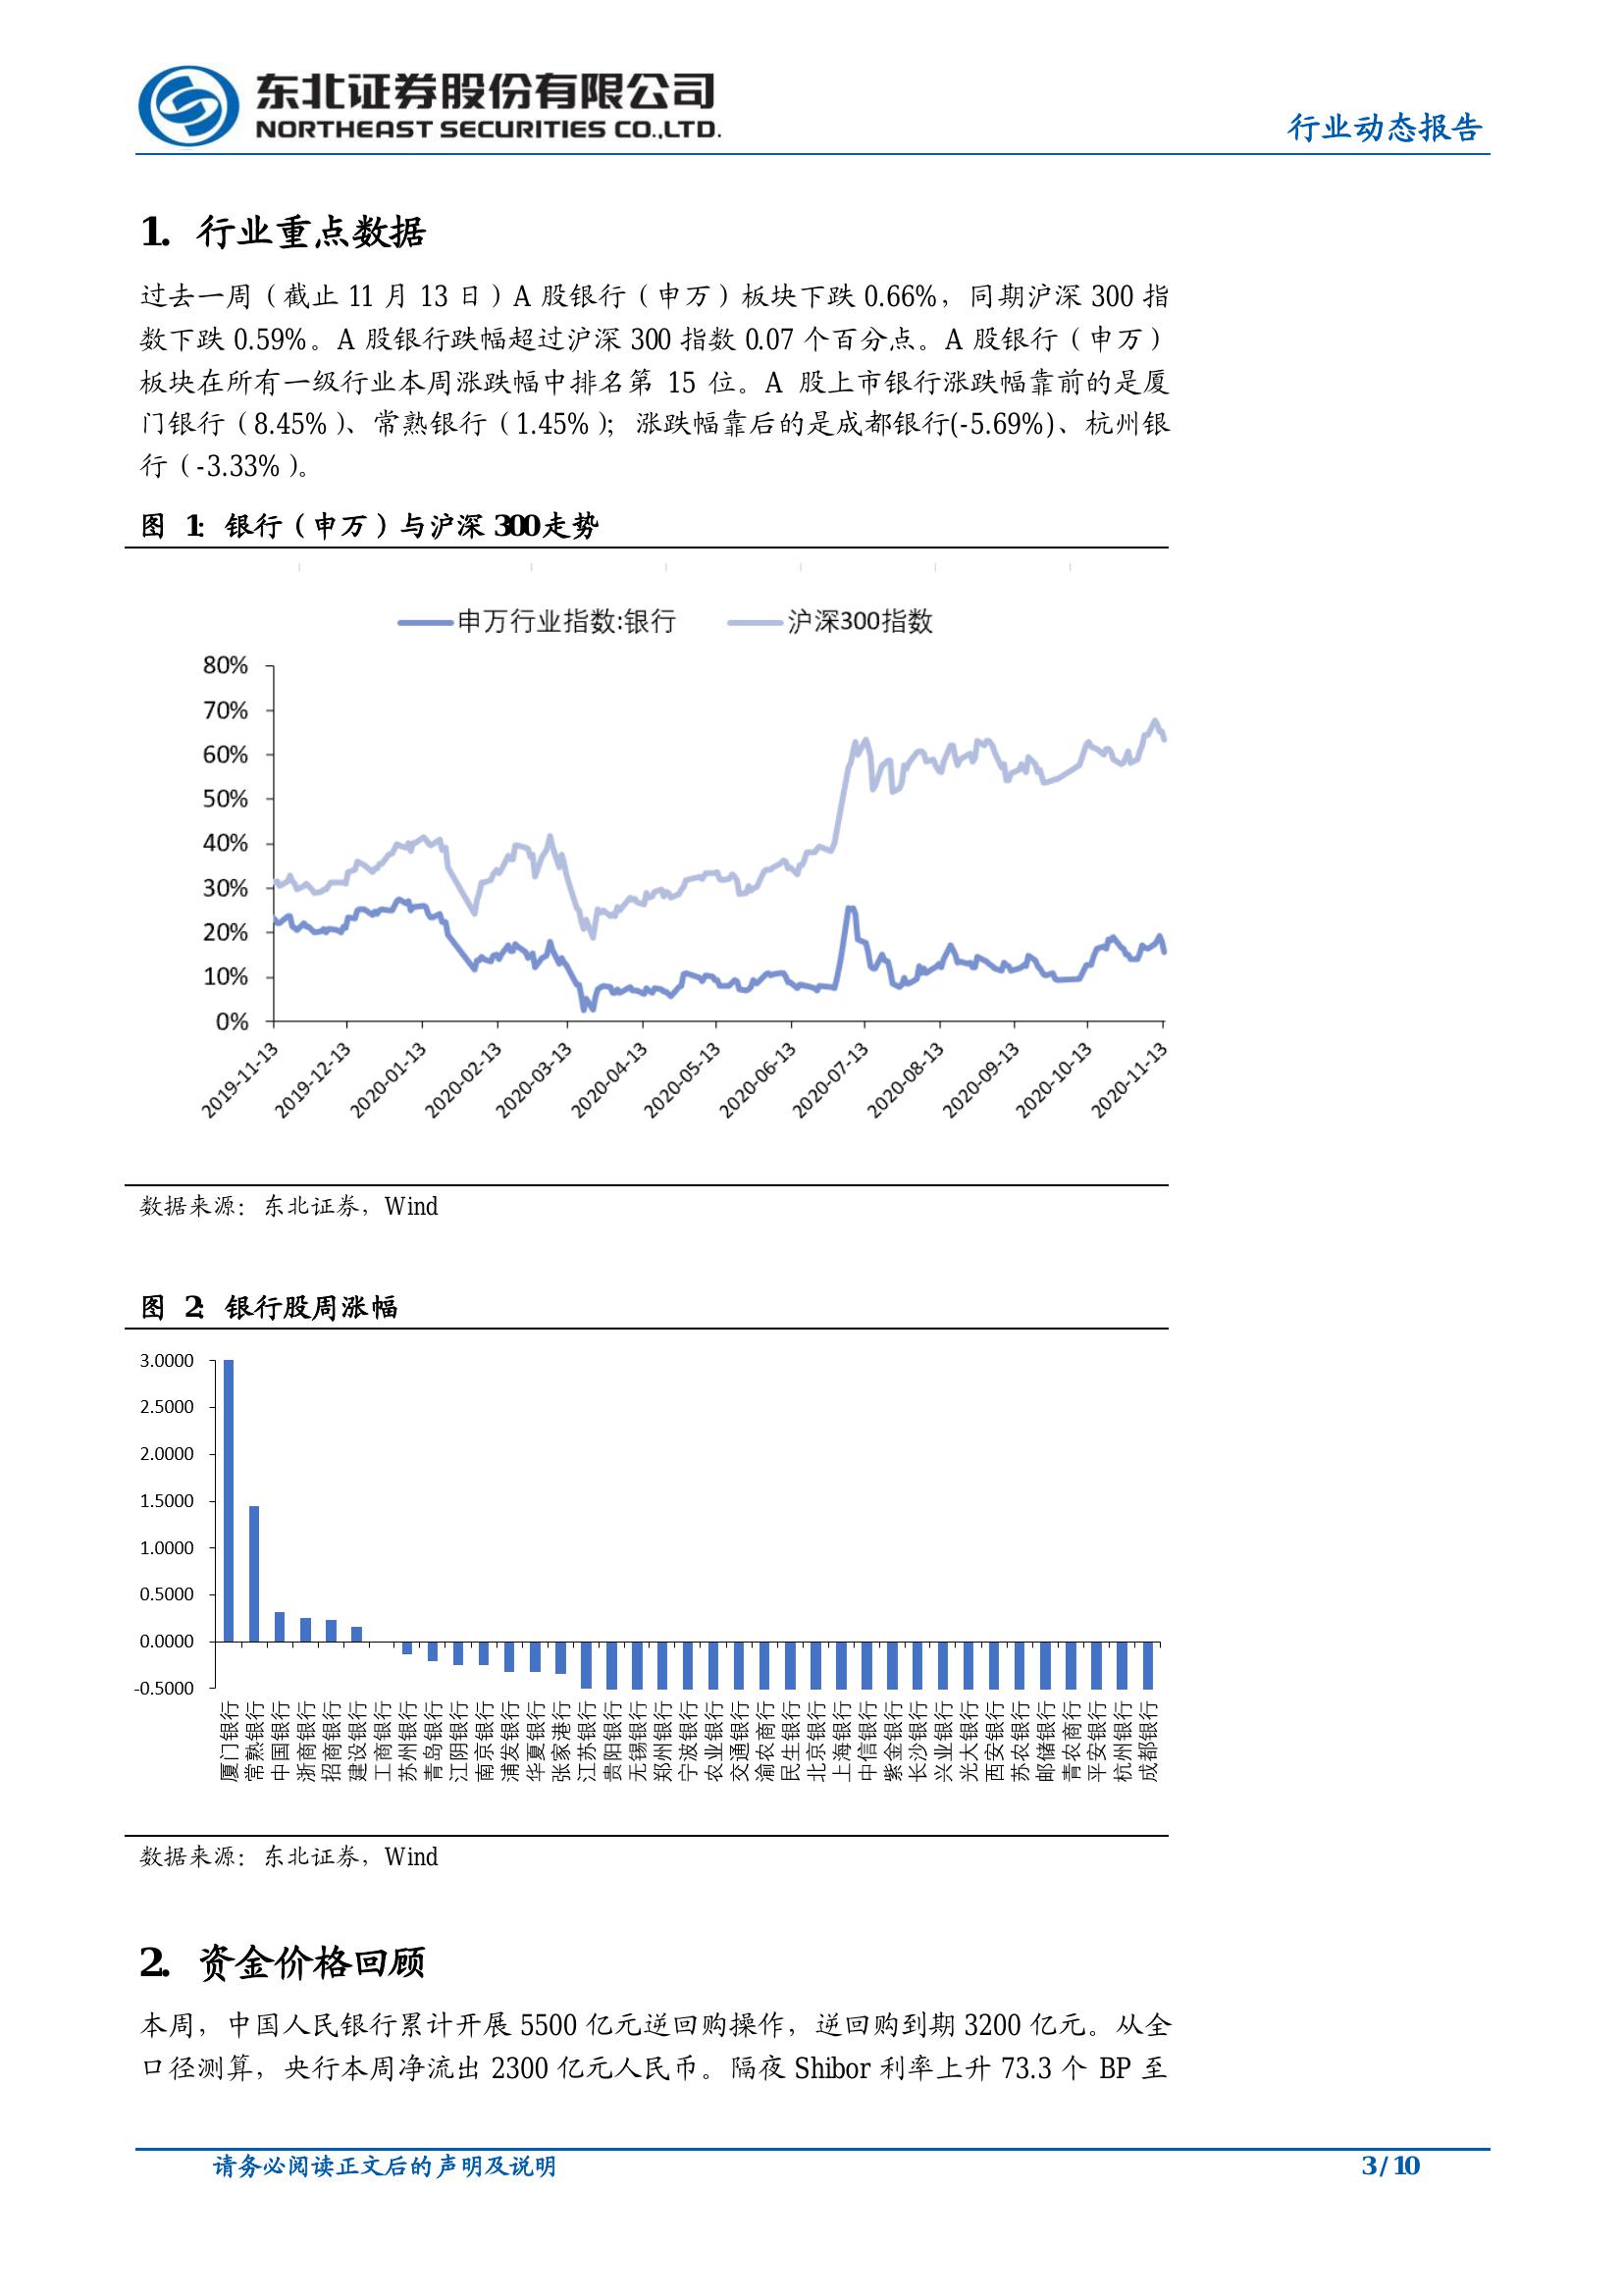 东北证券股份有限公司
NORTHEAST SECURITIES CO.,LTD.
行业动态报告
1. 行业重点数据
过去一周（截止 11 月 13 日）A 股银行（申万）板块下跌 0.66%，同期沪深 300 指
数下跌 0.59%。A 股银行跌幅超过沪深 300 指数 0.07 个百分点。A 股银行（申万）
板块在所有一级行业本周涨跌幅中排名第 15 位。A 股上市银行涨跌幅靠前的是厦
门银行（8.45%）、常熟银行（1.45%）；涨跌幅靠后的是成都银行(-5.69%)、杭州银
行（-3.33%）。
图 1：银行（申万）与沪深 300 走势
申万行业指数:银行 沪深300指数
80%
70%
60%
50%
40%
30%
20%
10%
0%
2019-11-13
2019-12-13
2020-01-13
2020-02-13
2020-03-13
2020-04-13
2020-05-13
2020-06-13
2020-07-13
2020-08-13
2020-09-13
2020-10-13
2020-11-13
数据来源：东北证券，Wind
图 2：银行股周涨幅
3.0000
2.5000
2.0000
1.5000
1.0000
0.5000
0.0000
-0.5000
厦门银行
常熟银行
中国银行
浙商银行
招商银行
建设银行
工商银行
苏州银行
青岛银行
江阴银行
南京银行
浦发银行
华夏银行
张家港行
江苏银行
贵阳银行
无锡银行
郑州银行
宁波银行
农业银行
交通银行
渝农商行
民生银行
北京银行
上海银行
中信银行
紫金银行
长沙银行
兴业银行
光大银行
西安银行
苏农银行
邮储银行
青农商行
平安银行
杭州银行
成都银行
数据来源：东北证券，Wind
2. 资金价格回顾
本周，中国人民银行累计开展 5500 亿元逆回购操作，逆回购到期 3200 亿元。从全
口径测算，央行本周净流出 2300 亿元人民币。隔夜 Shibor 利率上升 73.3 个 BP 至
请务必阅读正文后的声明及说明
3 / 10